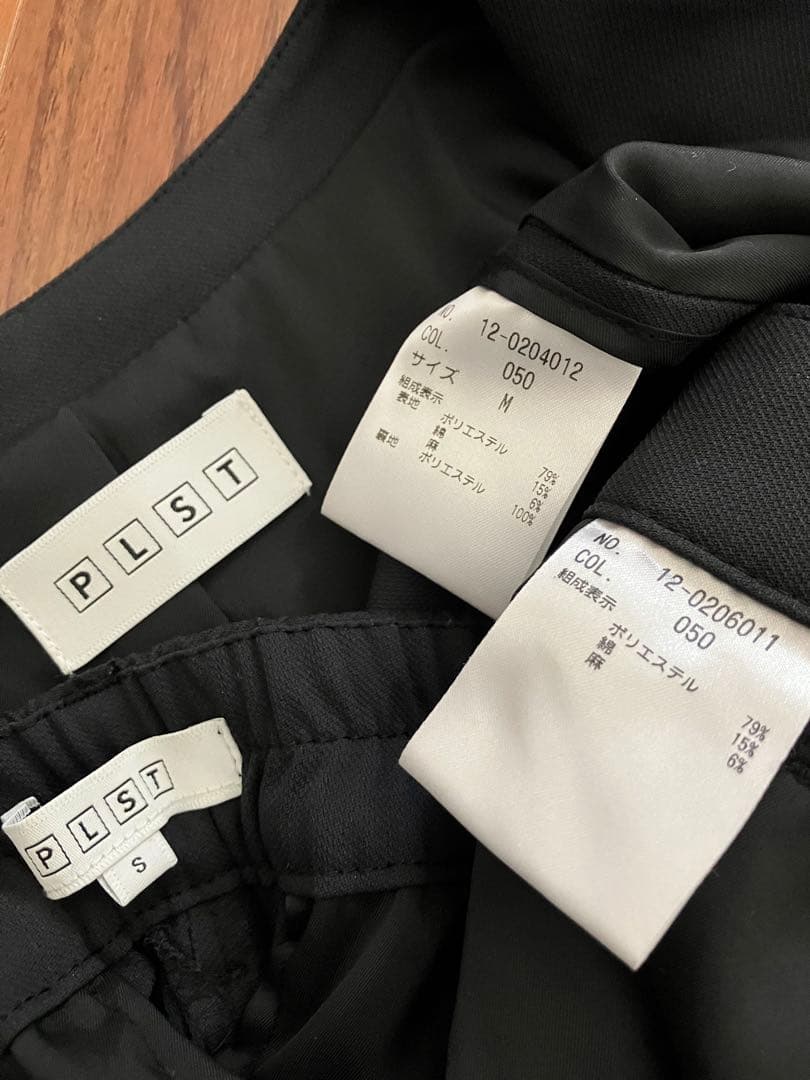 PLST
NO. 12-0204012
COL. 050
サイズ M
組成表示
表地 ポリエステル 79%
綿 15%
麻 6%
裏地 ポリエステル 100%
NO. 12-0206011
COL. 050
組成表示
ポリエステル 79%
綿 15%
麻 6%
PLST
S